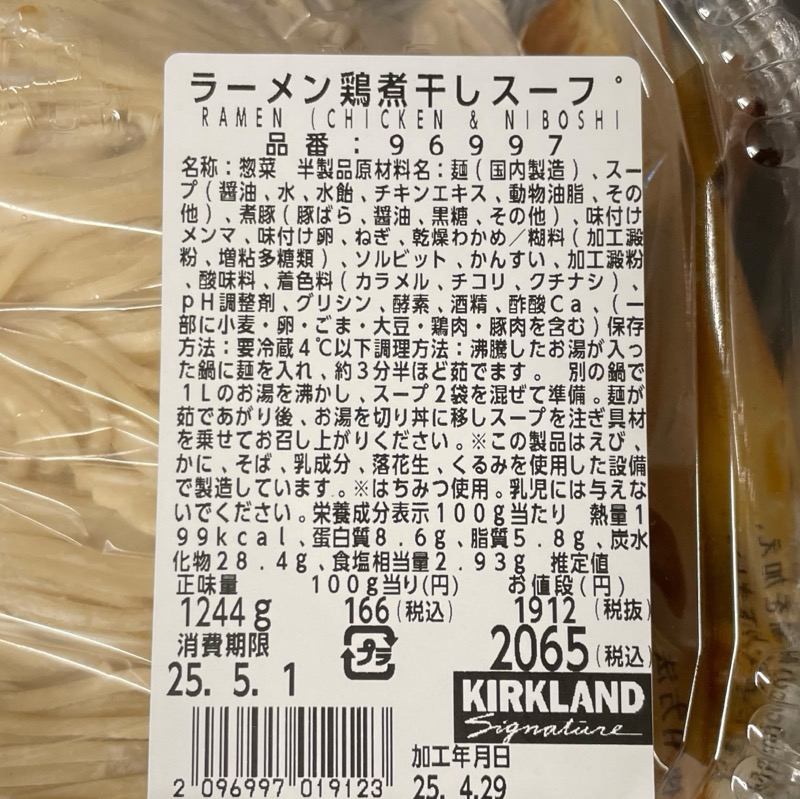 ラーメン鶏煮干しスープ
RAMEN (CHICKEN & NIBOSHI
品番:96997
名称:惣菜 半製品原材料名:麺(国内製造)、スー
プ(醤油、水、水飴、チキンエキス、動物油脂、その
他)、煮豚(豚ばら、醤油、黒糖、その他)、味付け
メンマ、味付け卵、ねぎ、乾燥わかめ/糊料(加工澱
粉、増粘多糖類)、ソルビット、かんすい、加工澱粉
、酸味料、着色料(カラメル、チコリ、クチナシ)、
pH調整剤、グリシン、酵素、酒精、酢酸Ca、(一
部に小麦・卵・ごま・大豆・鶏肉・豚肉を含む)保存
方法:要冷蔵4℃以下調理方法:沸騰したお湯が入っ
た鍋に麺を入れ、約3分半ほど茹でます。 別の鍋で
1Lのお湯を沸かし、スープ2袋を混ぜて準備。麺が
茹であがり後、お湯を切り丼に移しスープを注ぎ具材
を乗せてお召し上がりください。※この製品はえび、
かに、そば、乳成分、落花生、くるみを使用した設備
で製造しています。※はちみつ使用。乳児には与えな
いでください。栄養成分表示100g当たり 熱量1
99kcal、蛋白質8.6g、脂質5.8g、炭水
化物28.4g、食塩相当量2.93g 推定値
正味量 100g当り(円) お値段(円)
1244g 166(税込) 1912(税抜)
消費期限 プラ 2065(税込)
25.5.1
KIRKLAND
Signature
加工年月日
2 096997 019123 25.4.29